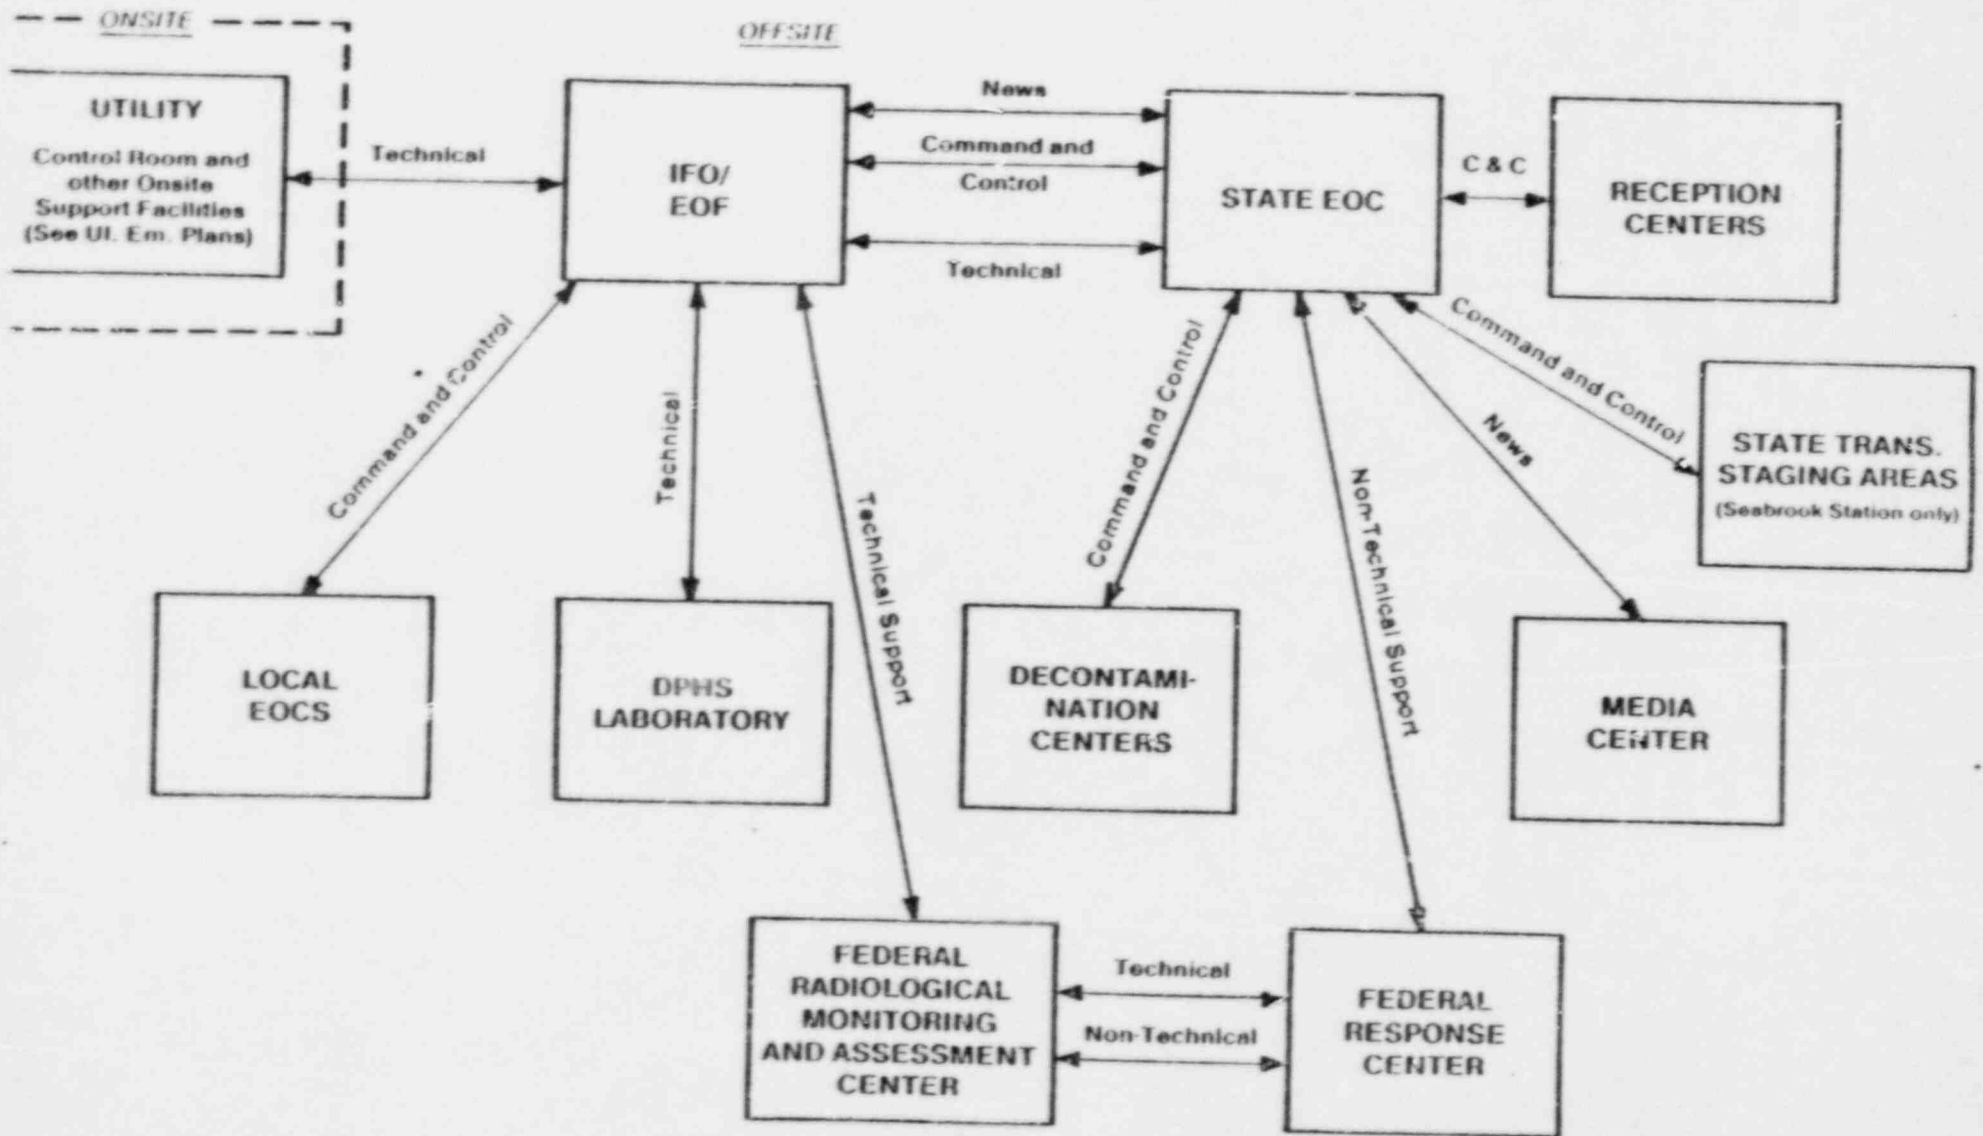 ONSITE
OFFSITE
UTILITY
Control Room and
other Onsite
Support Facilities
(See Ul. Em. Plans)
Technical
IFO/
EOF
News
Command and
Control
Technical
STATE EOC
C & C
RECEPTION
CENTERS
Command and Control
Technical
Technical Support
Command and Control
Non-Technical Support
News
Command and Control
STATE TRANS.
STAGING AREAS
(Seabrook Station only)
LOCAL
EOCS
DPHS
LABORATORY
DECONTAMI-
NATION
CENTERS
MEDIA
CENTER
FEDERAL
RADIOLOGICAL
MONITORING
AND ASSESSMENT
CENTER
Technical
Non-Technical
FEDERAL
RESPONSE
CENTER